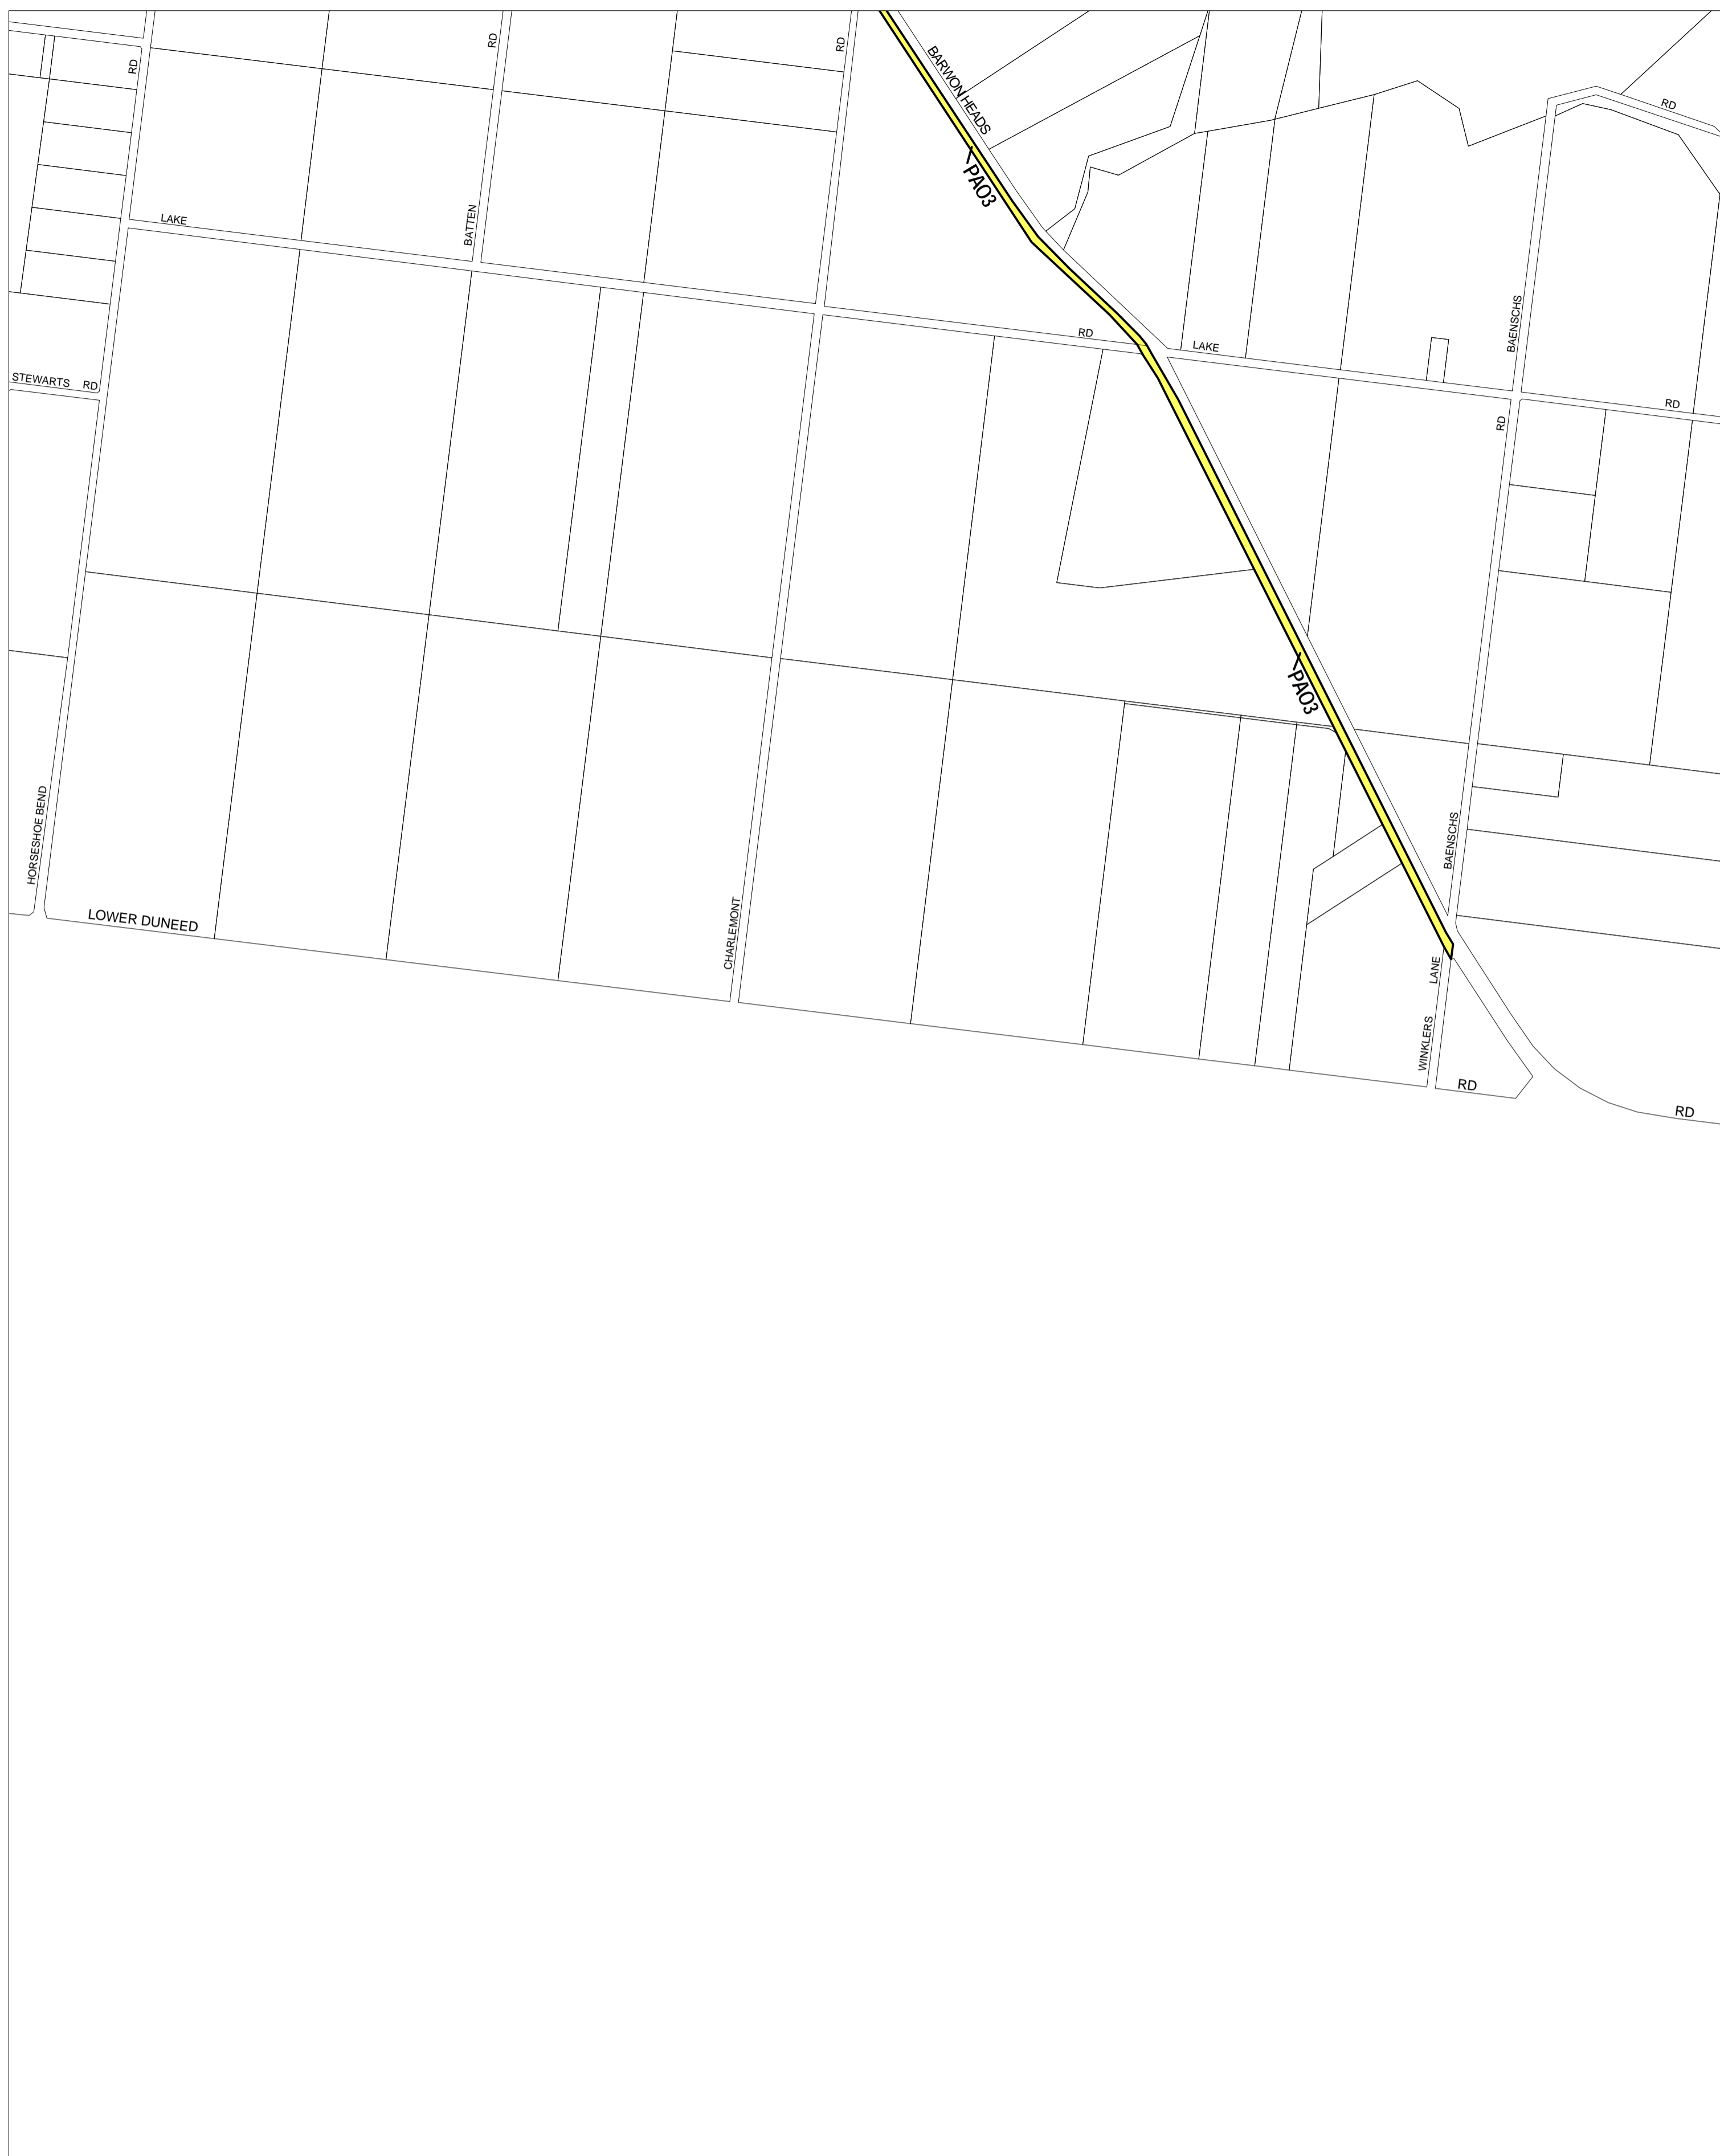 RD
RD
RD
BARWON HEADS
RD
PAO3
LAKE
BATTEN
RD
LAKE
BAENSCHS
STEWARTS RD
RD
RD
PAO3
HORSESHOE BEND
BAENSCHS
LOWER DUNEED
CHARLEMONT
LANE
WINKLERS
RD
RD